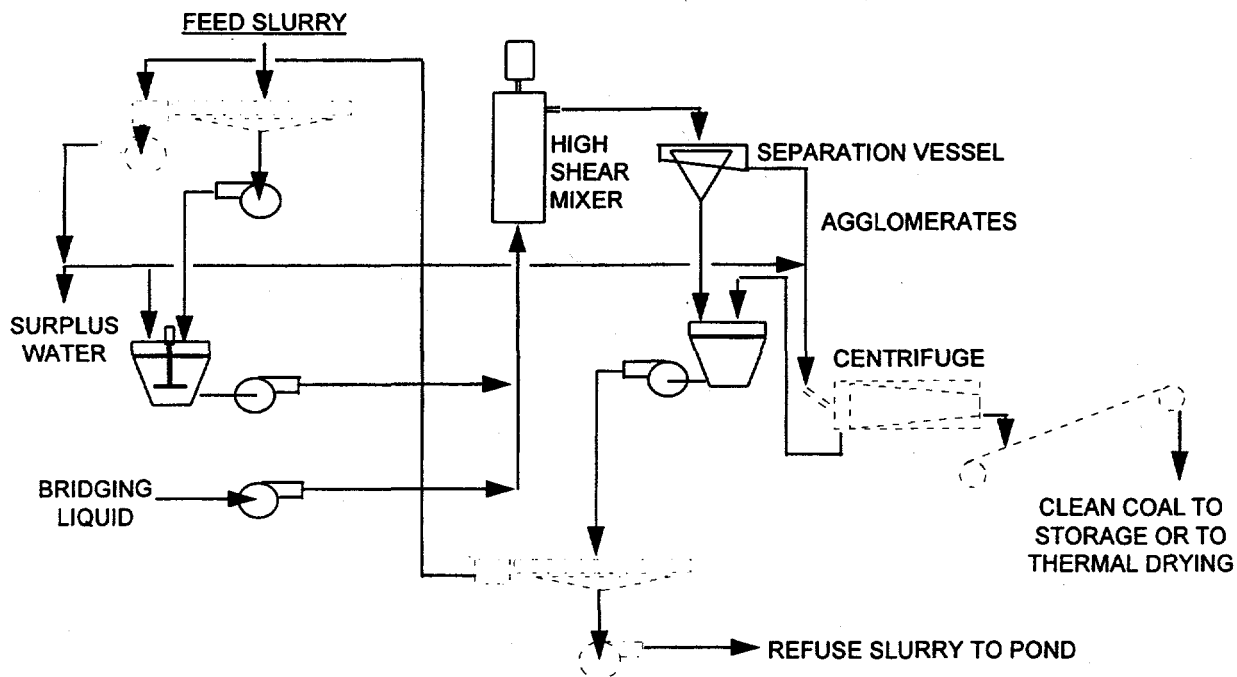 FEED SLURRY
HIGH
SHEAR
MIXER
SEPARATION VESSEL
AGGLOMERATES
SURPLUS
WATER
CENTRIFUGE
BRIDGING
LIQUID
CLEAN COAL TO
STORAGE OR TO
THERMAL DRYING
REFUSE SLURRY TO POND